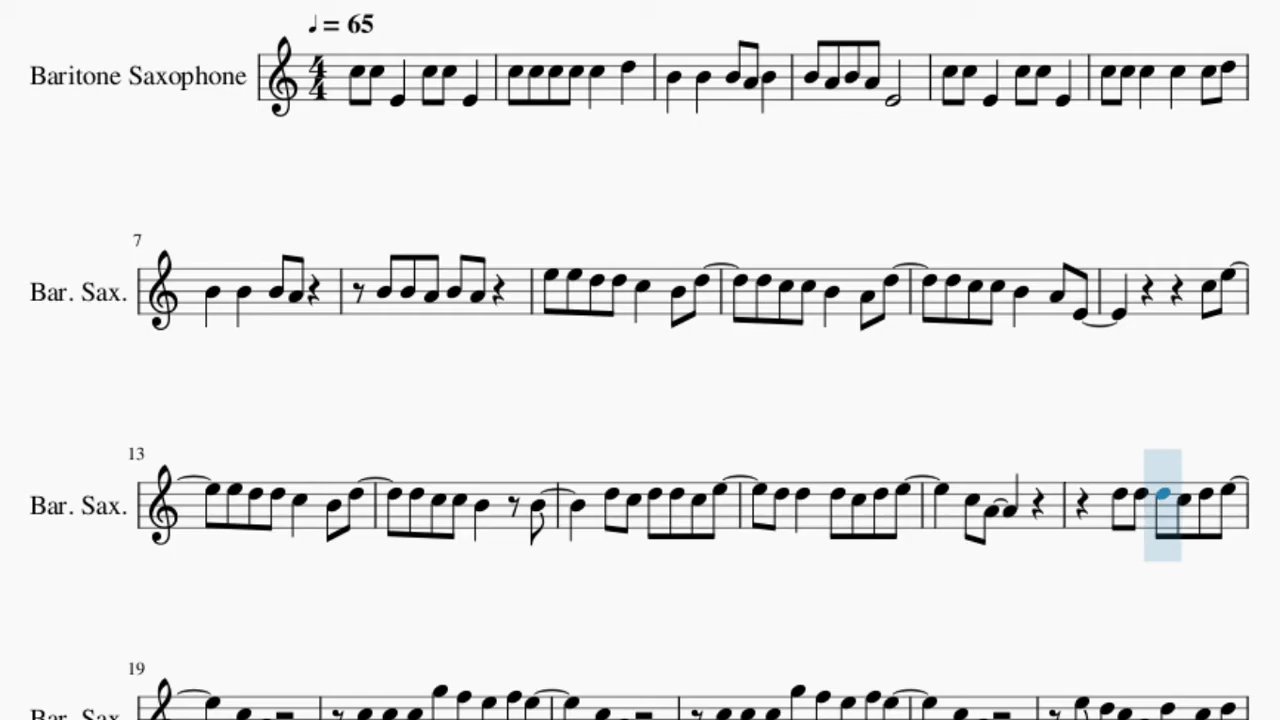 ♩ = 65
Baritone Saxophone
4
4
7
Bar. Sax.
13
Bar. Sax.
19
Bar. Sax.